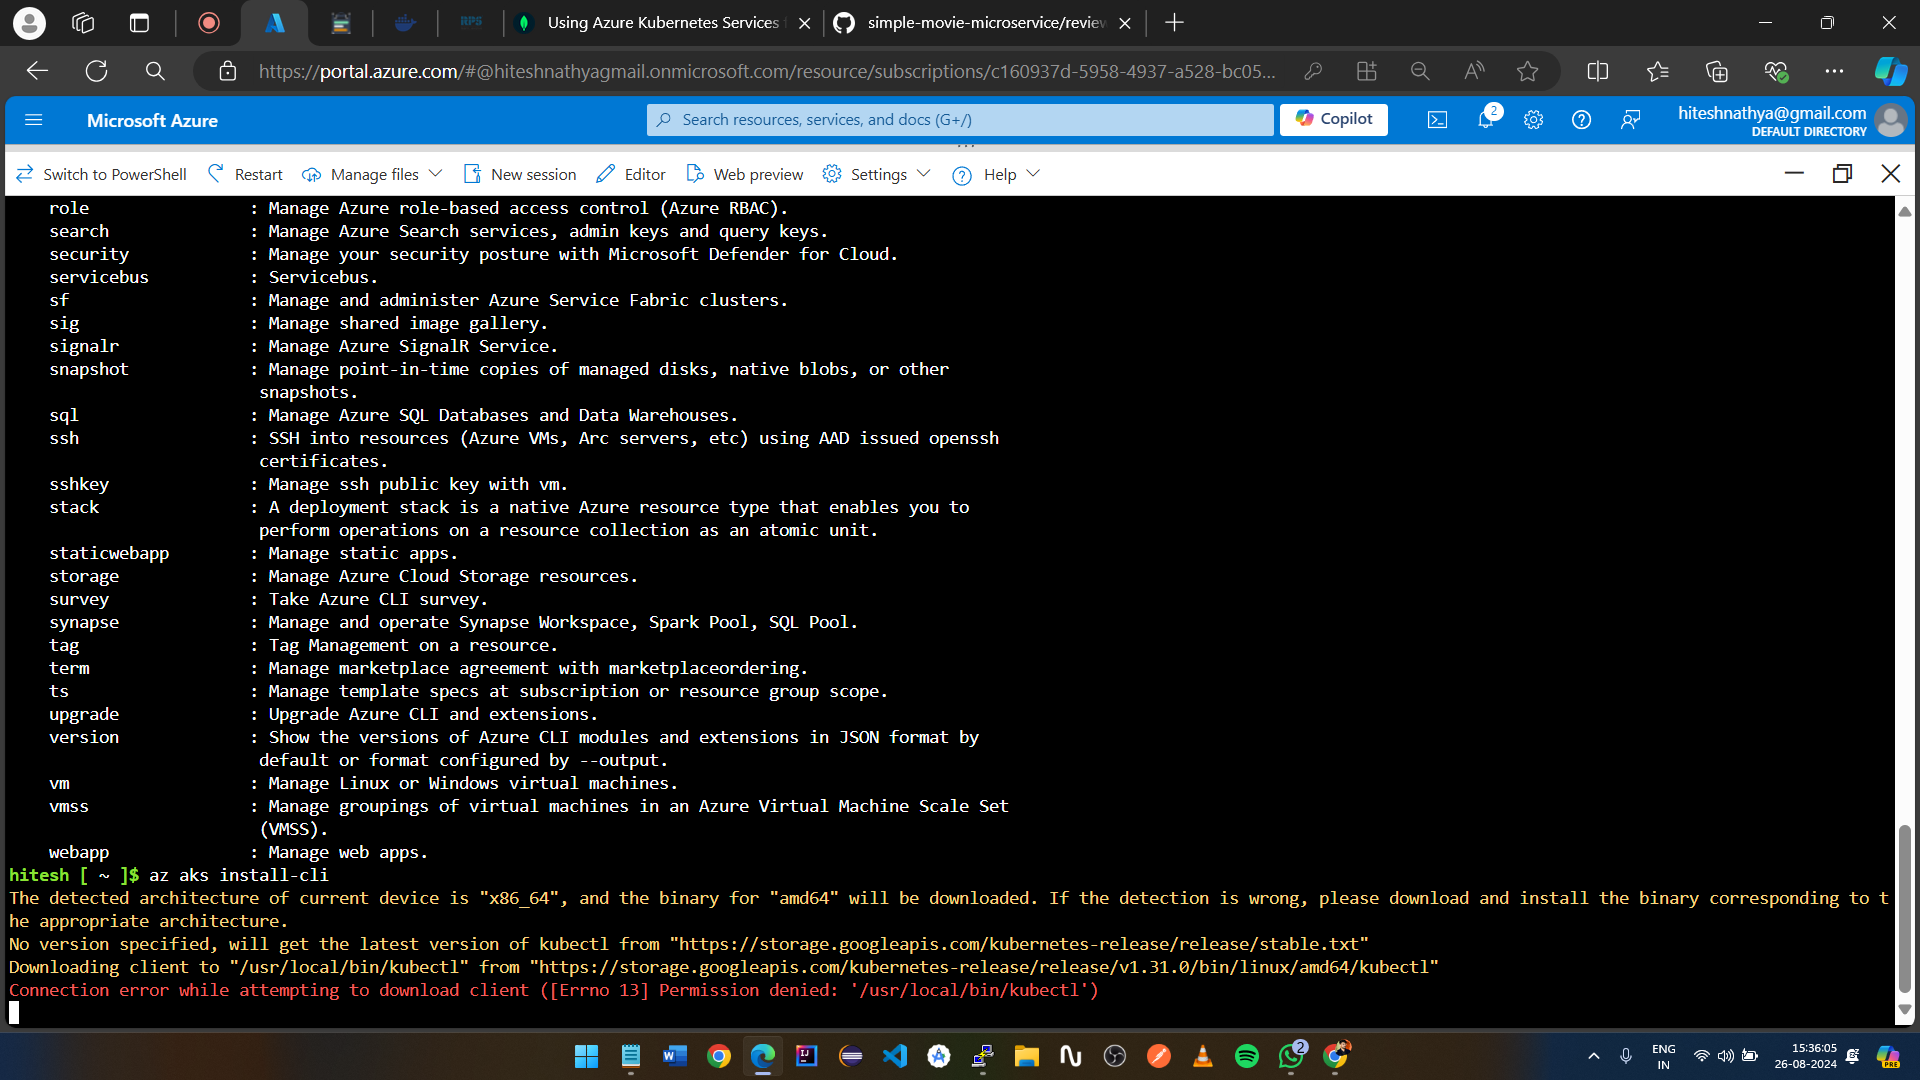 Using Azure Kubernetes Services f
simple-movie-microservice/review
https://portal.azure.com/#@hiteshnathyagmail.onmicrosoft.com/resource/subscriptions/c160937d-5958-4937-a528-bc05...
Microsoft Azure
Search resources, services, and docs (G+/)
Copilot
2
hiteshnathya@gmail.com
DEFAULT DIRECTORY
Switch to PowerShell Restart Manage files New session Editor Web preview Settings Help
role : Manage Azure role-based access control (Azure RBAC).
search : Manage Azure Search services, admin keys and query keys.
security : Manage your security posture with Microsoft Defender for Cloud.
servicebus : Servicebus.
sf : Manage and administer Azure Service Fabric clusters.
sig : Manage shared image gallery.
signalr : Manage Azure SignalR Service.
snapshot : Manage point-in-time copies of managed disks, native blobs, or other
snapshots.
sql : Manage Azure SQL Databases and Data Warehouses.
ssh : SSH into resources (Azure VMs, Arc servers, etc) using AAD issued openssh
certificates.
sshkey : Manage ssh public key with vm.
stack : A deployment stack is a native Azure resource type that enables you to
perform operations on a resource collection as an atomic unit.
staticwebapp : Manage static apps.
storage : Manage Azure Cloud Storage resources.
survey : Take Azure CLI survey.
synapse : Manage and operate Synapse Workspace, Spark Pool, SQL Pool.
tag : Tag Management on a resource.
term : Manage marketplace agreement with marketplaceordering.
ts : Manage template specs at subscription or resource group scope.
upgrade : Upgrade Azure CLI and extensions.
version : Show the versions of Azure CLI modules and extensions in JSON format by
default or format configured by --output.
vm : Manage Linux or Windows virtual machines.
vmss : Manage groupings of virtual machines in an Azure Virtual Machine Scale Set
(VMSS).
webapp : Manage web apps.
hitesh [ ~ ]$ az aks install-cli
The detected architecture of current device is "x86_64", and the binary for "amd64" will be downloaded. If the detection is wrong, please download and install the binary corresponding to t
he appropriate architecture.
No version specified, will get the latest version of kubectl from "https://storage.googleapis.com/kubernetes-release/release/stable.txt"
Downloading client to "/usr/local/bin/kubectl" from "https://storage.googleapis.com/kubernetes-release/release/v1.31.0/bin/linux/amd64/kubectl"
Connection error while attempting to download client ([Errno 13] Permission denied: '/usr/local/bin/kubectl')
2
ENG
IN
15:36:05
26-08-2024